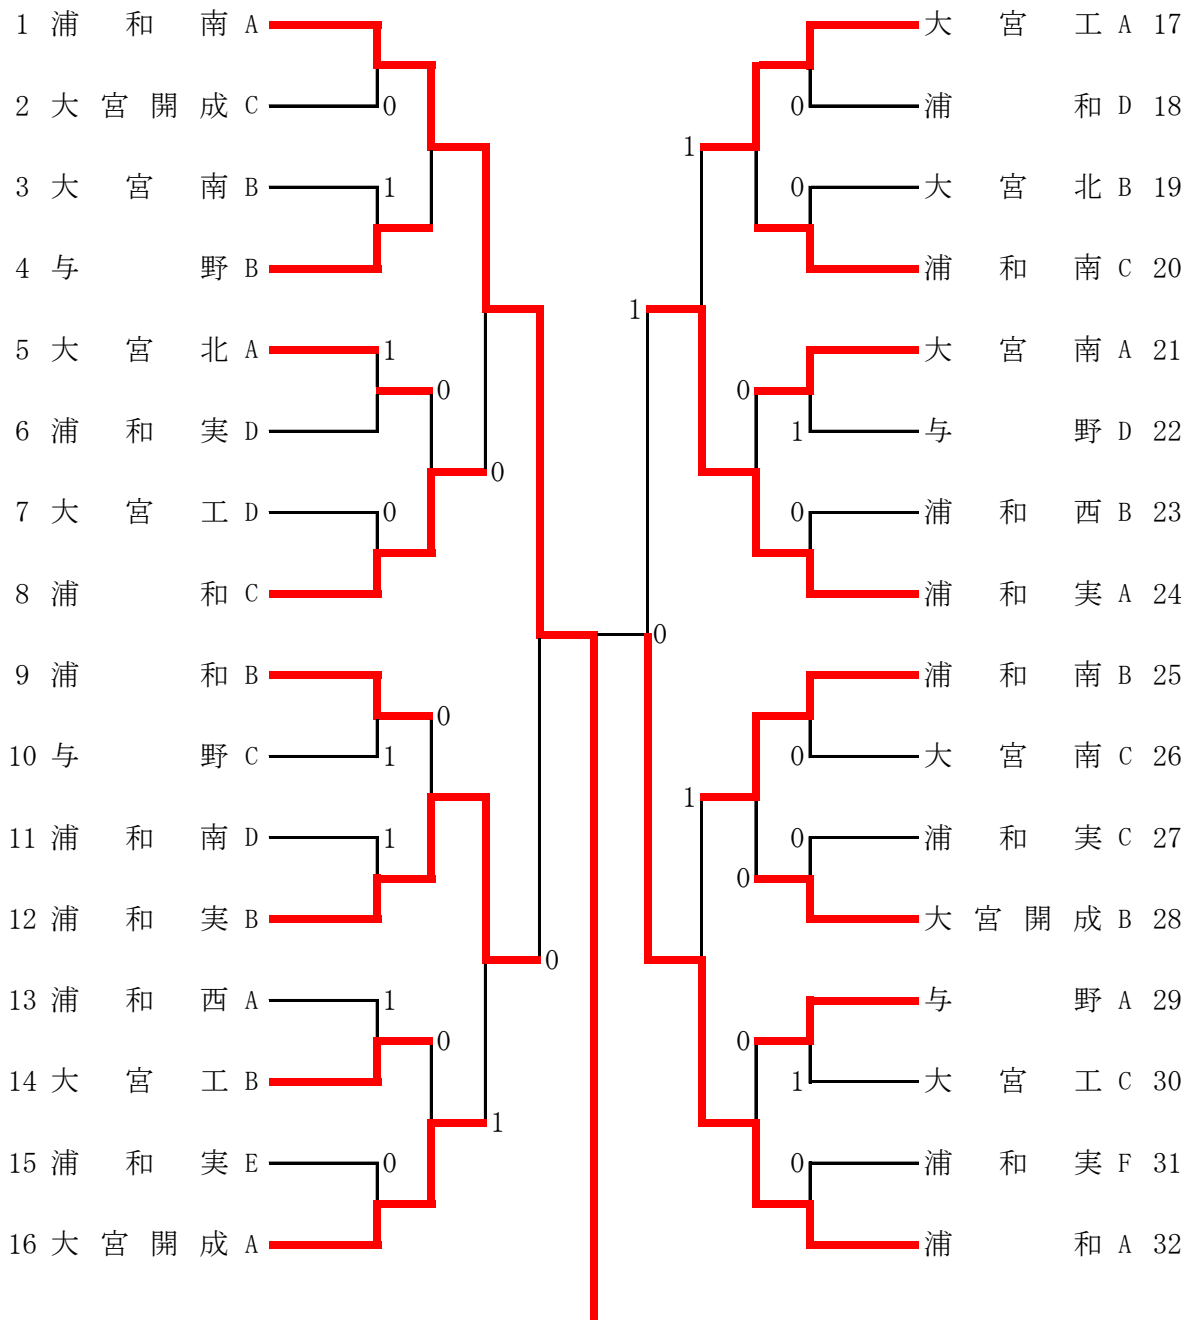 1 浦和南 A
大宮工 A 17
2 大宮開成 C
0
0
浦和 D 18
1
3 大宮南 B
1
0
大宮北 B 19
4 与野 B
浦和南 C 20
1
5 大宮北 A
1
大宮南 A 21
0
0
6 浦和実 D
1
与野 D 22
0
7 大宮工 D
0
0
浦和西 B 23
8 浦和 C
浦和実 A 24
0
9 浦和 B
浦和南 B 25
0
10 与野 C
1
0
大宮南 C 26
1
11 浦和南 D
1
0
浦和実 C 27
0
12 浦和実 B
大宮開成 B 28
0
13 浦和西 A
1
与野 A 29
0
0
14 大宮工 B
1
大宮工 C 30
1
15 浦和実 E
0
0
浦和実 F 31
16 大宮開成 A
浦和 A 32